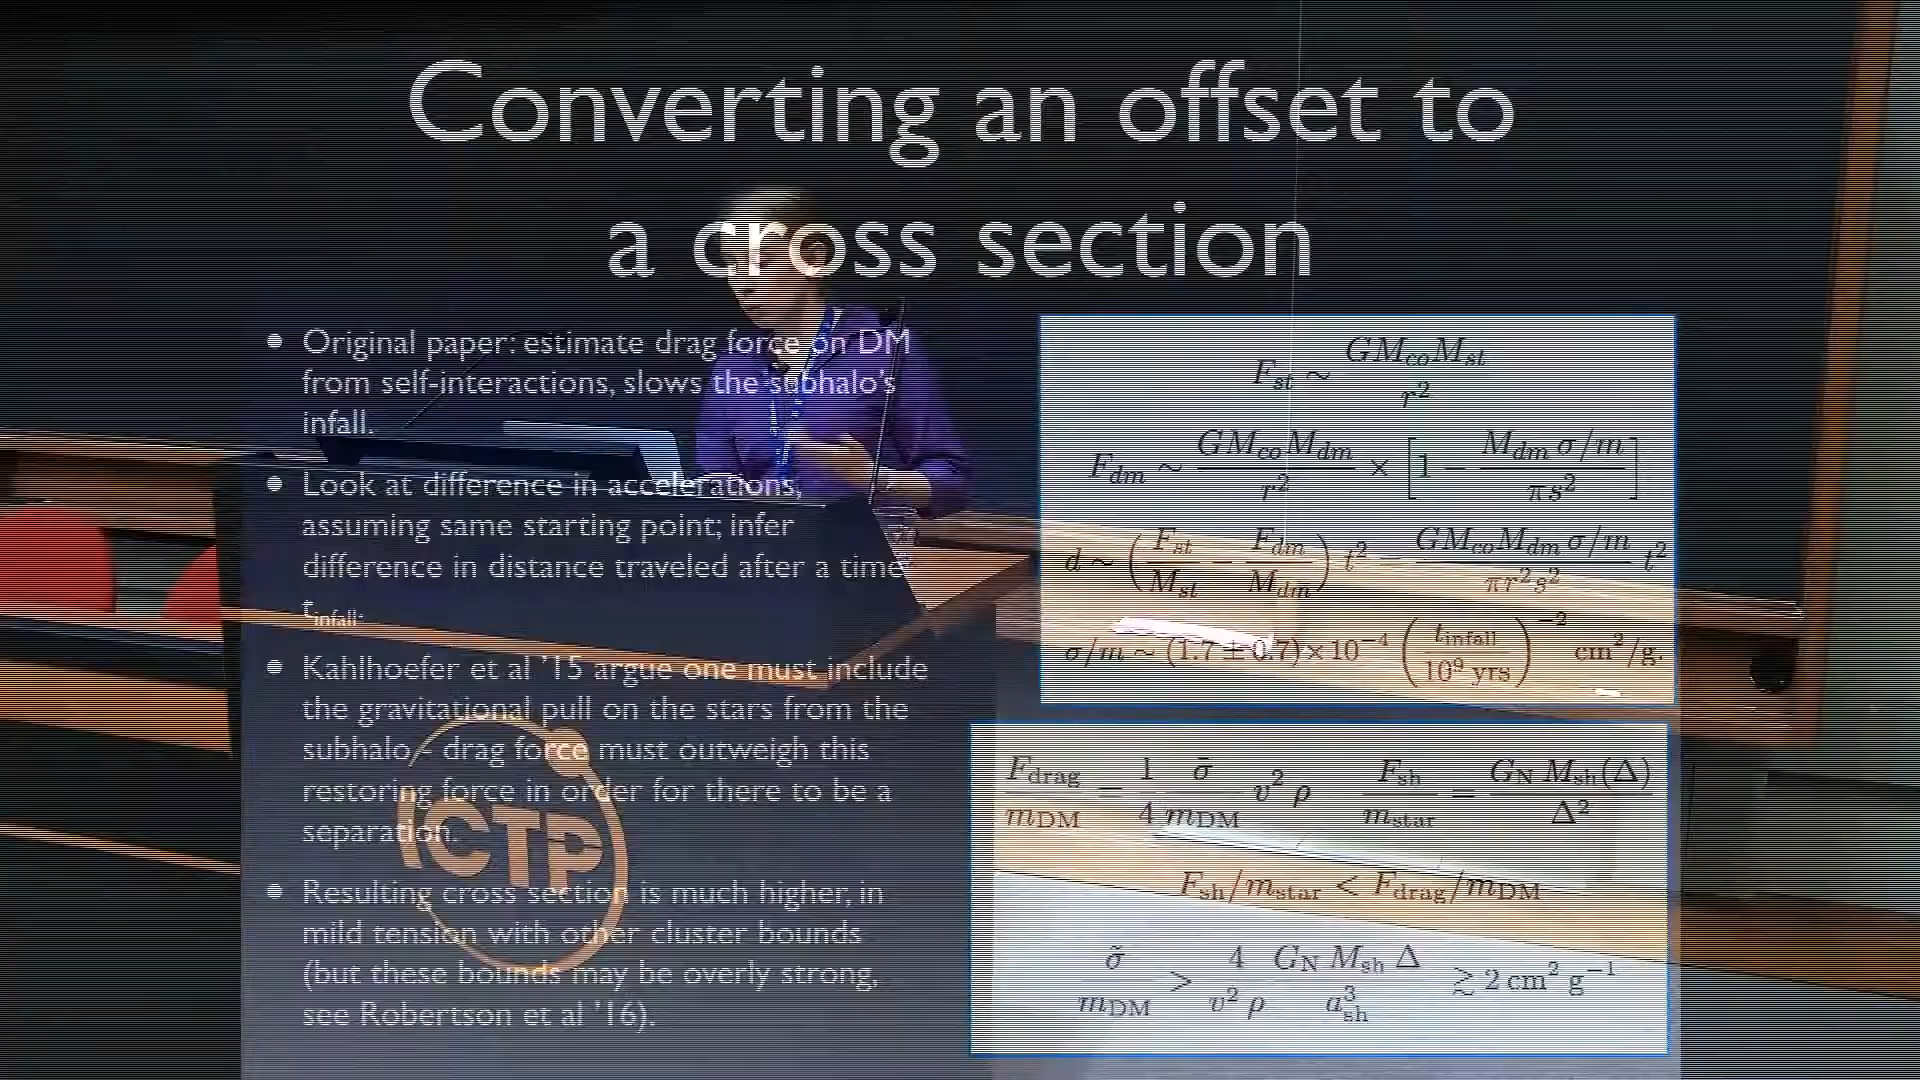 Converting an offset to
a cross section
• Original paper: estimate drag force on DM
from self-interactions, slows the subhalo's
infall.
• Look at difference in accelerations,
assuming same starting point; infer
difference in distance traveled after a time
t_infall.
• Kahlhoefer et al '15 argue one must include
the gravitational pull on the stars from the
subhalo - drag force must outweigh this
restoring force in order for there to be a
separation.
• Resulting cross section is much higher, in
mild tension with other cluster bounds
(but these bounds may be overly strong,
see Robertson et al '16).
F_st ~ GM_co M_st / r^2
F_dm ~ GM_co M_dm / r^2 × [1 − M_dm σ/m / πs^2]
d ~ (F_st/M_st − F_dm/M_dm) t^2 = GM_co M_dm σ/m / πr^2s^2 t^2
σ/m ~ (1.7 ± 0.7) × 10^−4 (t_infall / 10^9 yrs)^−2 cm^2/g.
F_drag/m_DM = 1/4 σ̃/m_DM v^2 ρ F_sh/m_star = G_N M_sh(Δ) / Δ^2
F_sh/m_star < F_drag/m_DM
σ̃/m_DM > 4/v^2 ρ G_N M_sh Δ / a_sh^3 ≳ 2 cm^2 g^−1
ICTP